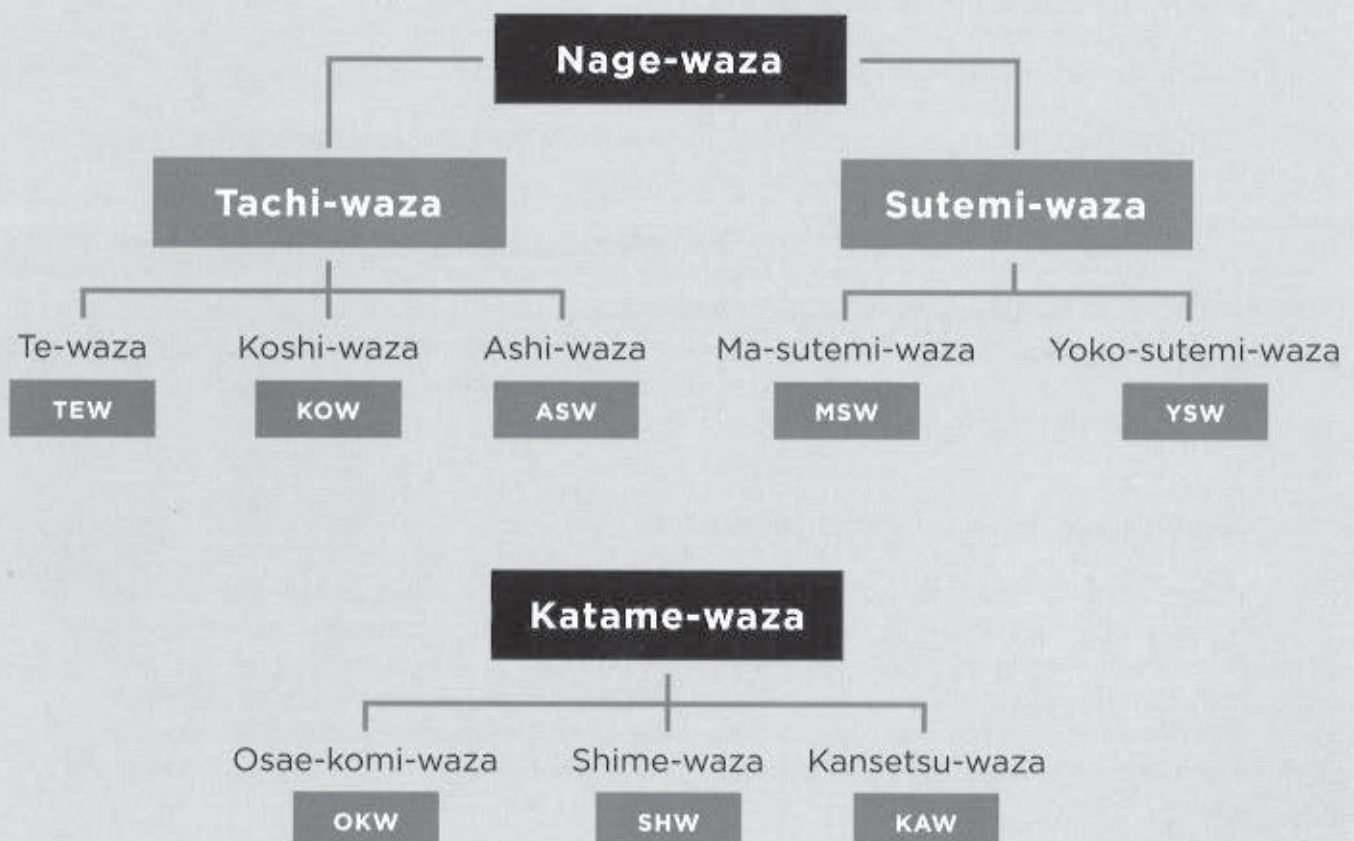 Nage-waza
Tachi-waza
Sutemi-waza
Te-waza
Koshi-waza
Ashi-waza
Ma-sutemi-waza
Yoko-sutemi-waza
TEW
KOW
ASW
MSW
YSW
Katame-waza
Osae-komi-waza
Shime-waza
Kansetsu-waza
OKW
SHW
KAW